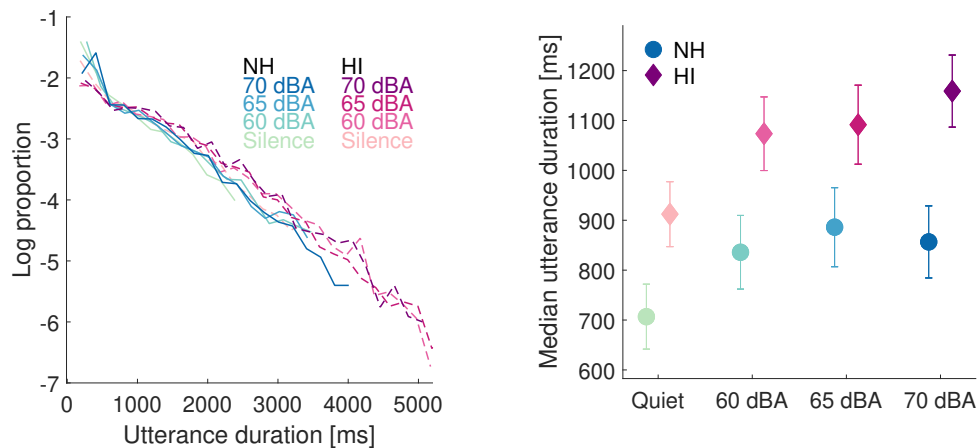 -1
-2
-3
-4
-5
-6
-7
Log proportion
0 1000 2000 3000 4000 5000
Utterance duration [ms]
NH HI
70 dBA 70 dBA
65 dBA 65 dBA
60 dBA 60 dBA
Silence Silence
Median utterance duration [ms]
1200
1100
1000
900
800
700
600
NH
HI
Quiet 60 dBA 65 dBA 70 dBA